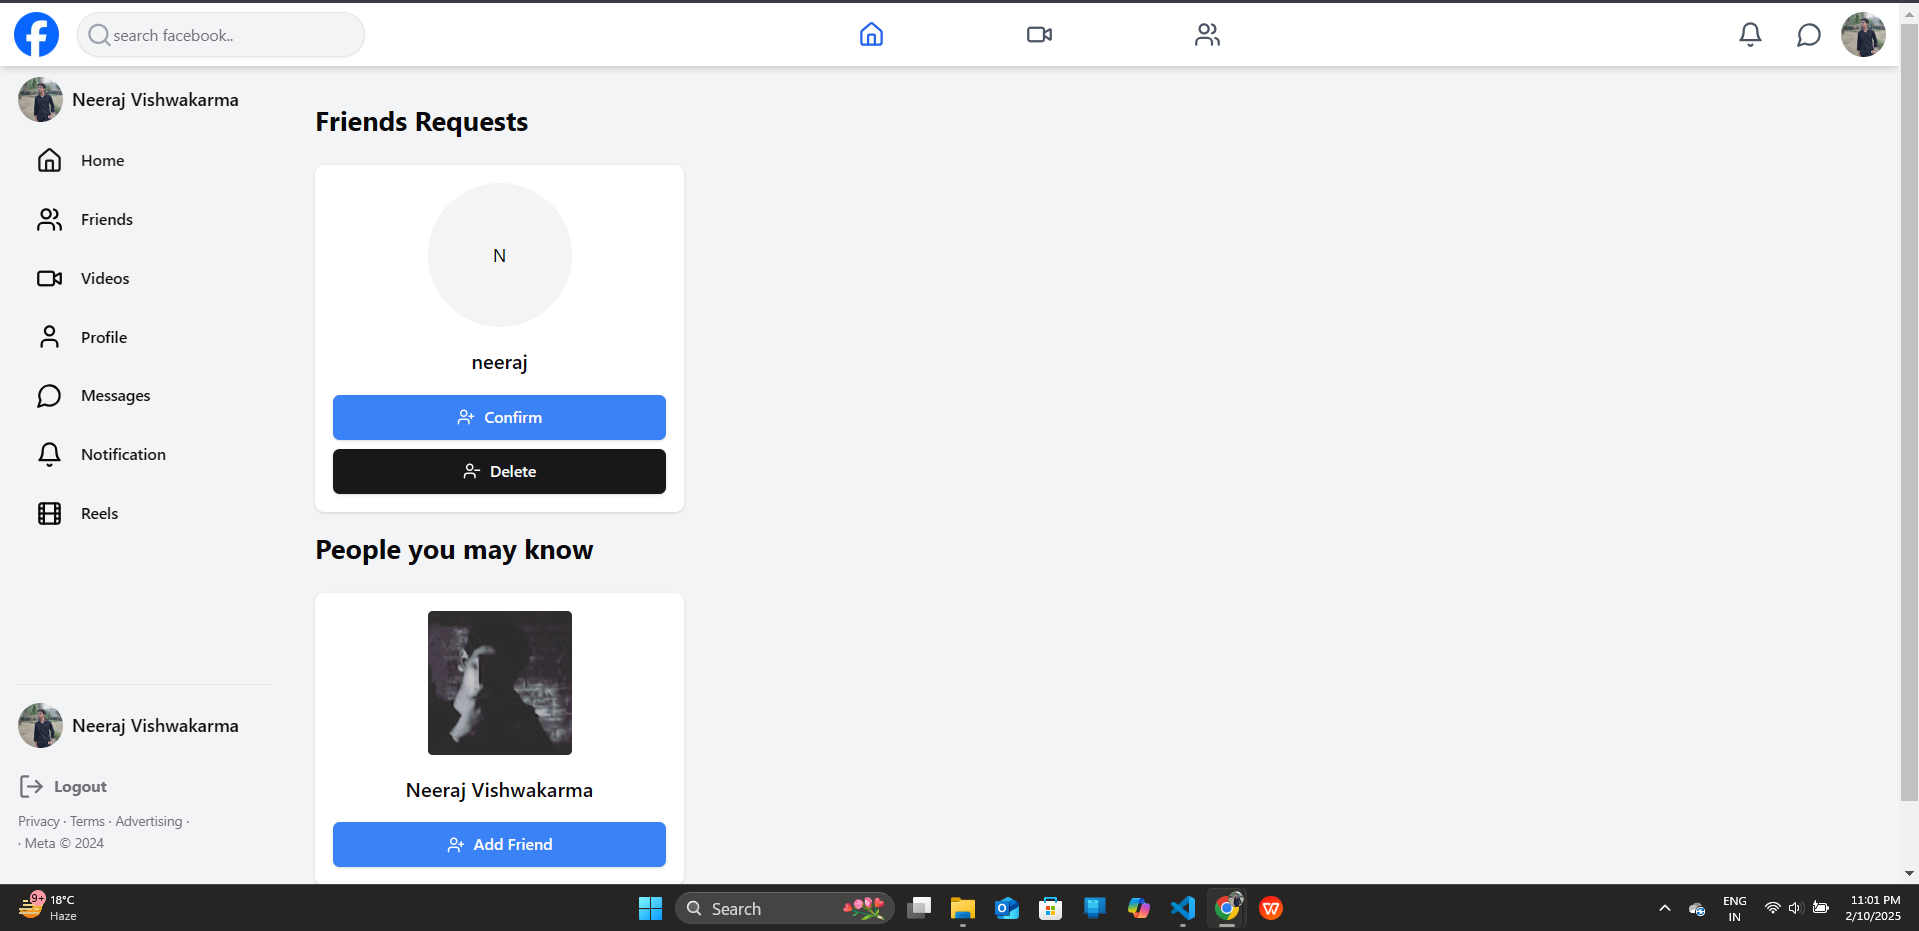 search facebook..
Neeraj Vishwakarma
Home
Friends
Videos
Profile
Messages
Notification
Reels
Neeraj Vishwakarma
Logout
Privacy · Terms · Advertising ·
· Meta © 2024
Friends Requests
N
neeraj
Confirm
Delete
People you may know
Neeraj Vishwakarma
Add Friend
9+
18°C
Haze
Search
ENG
IN
11:01 PM
2/10/2025